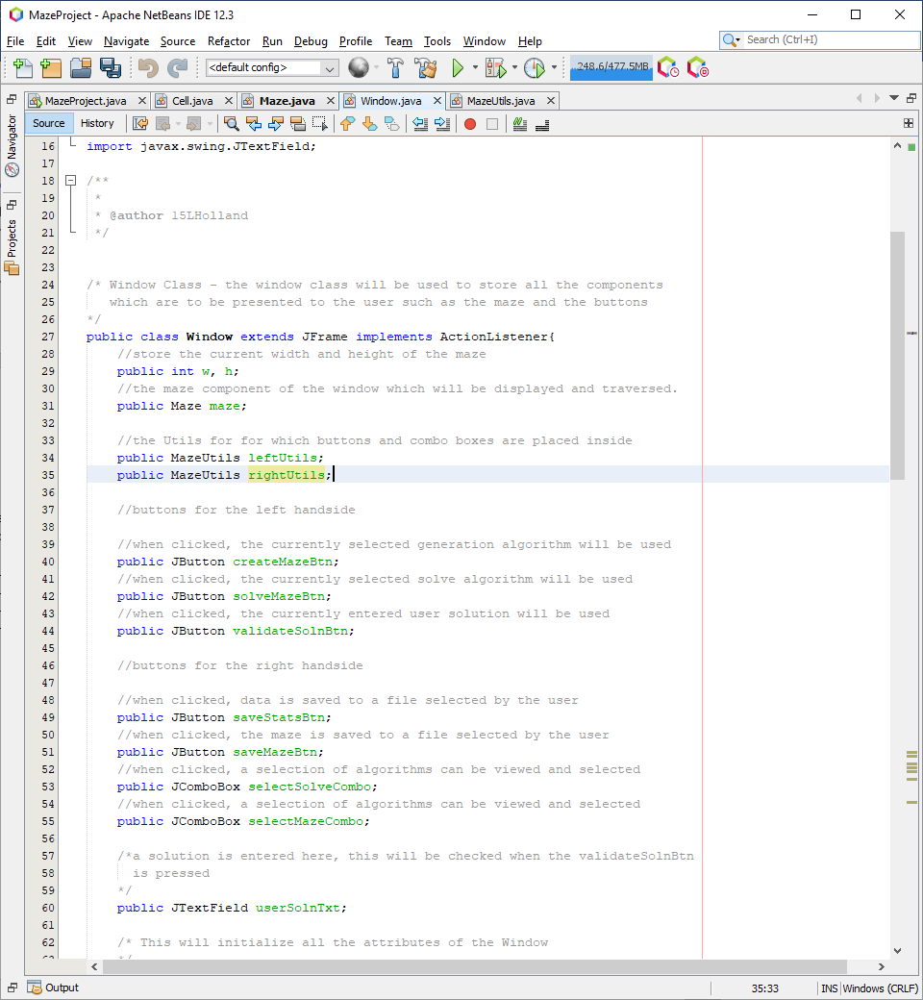 MazeProject - Apache NetBeans IDE 12.3
File Edit View Navigate Source Refactor Run Debug Profile Team Tools Window Help
Search (Ctrl+I)
<default config>
248.6/477.5MB
MazeProject.java Cell.java Maze.java Window.java MazeUtils.java
Source History
Navigator
Projects
16 import javax.swing.JTextField;
17
18 /**
19 *
20 * @author 15LHolland
21 */
22
23
24 /* Window Class - the window class will be used to store all the components
25 which are to be presented to the user such as the maze and the buttons
26 */
27 public class Window extends JFrame implements ActionListener{
28 //store the current width and height of the maze
29 public int w, h;
30 //the maze component of the window which will be displayed and traversed.
31 public Maze maze;
32
33 //the Utils for for which buttons and combo boxes are placed inside
34 public MazeUtils leftUtils;
35 public MazeUtils rightUtils;
36
37 //buttons for the left handside
38
39 //when clicked, the currently selected generation algorithm will be used
40 public JButton createMazeBtn;
41 //when clicked, the currently selected solve algorithm will be used
42 public JButton solveMazeBtn;
43 //when clicked, the currently entered user solution will be used
44 public JButton validateSolnBtn;
45
46 //buttons for the right handside
47
48 //when clicked, data is saved to a file selected by the user
49 public JButton saveStatsBtn;
50 //when clicked, the maze is saved to a file selected by the user
51 public JButton saveMazeBtn;
52 //when clicked, a selection of algorithms can be viewed and selected
53 public JComboBox selectSolveCombo;
54 //when clicked, a selection of algorithms can be viewed and selected
55 public JComboBox selectMazeCombo;
56
57 /*a solution is entered here, this will be checked when the validateSolnBtn
58 is pressed
59 */
60 public JTextField userSolnTxt;
61
62 /* This will initialize all the attributes of the Window
Output
35:33 INS Windows (CRLF)